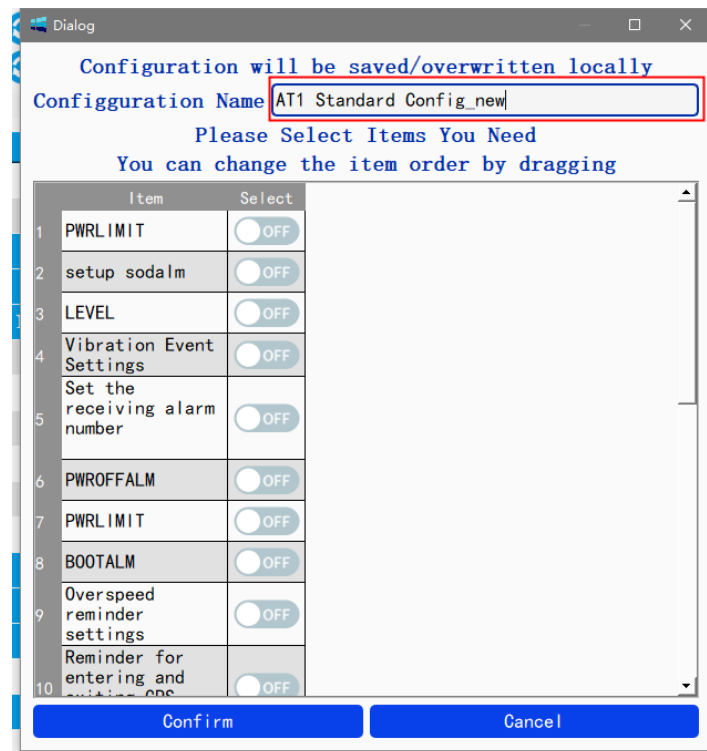 Dialog
Configuration will be saved/overwritten locally
Configguration Name AT1 Standard Config_new
Please Select Items You Need
You can change the item order by dragging
Item Select
1 PWRLIMIT OFF
2 setup sodalm OFF
3 LEVEL OFF
4 Vibration Event Settings OFF
5 Set the receiving alarm number OFF
6 PWROFFALM OFF
7 PWRLIMIT OFF
8 BOOTALM OFF
9 Overspeed reminder settings OFF
10 Reminder for entering and exiting GPS OFF
Confirm Cancel